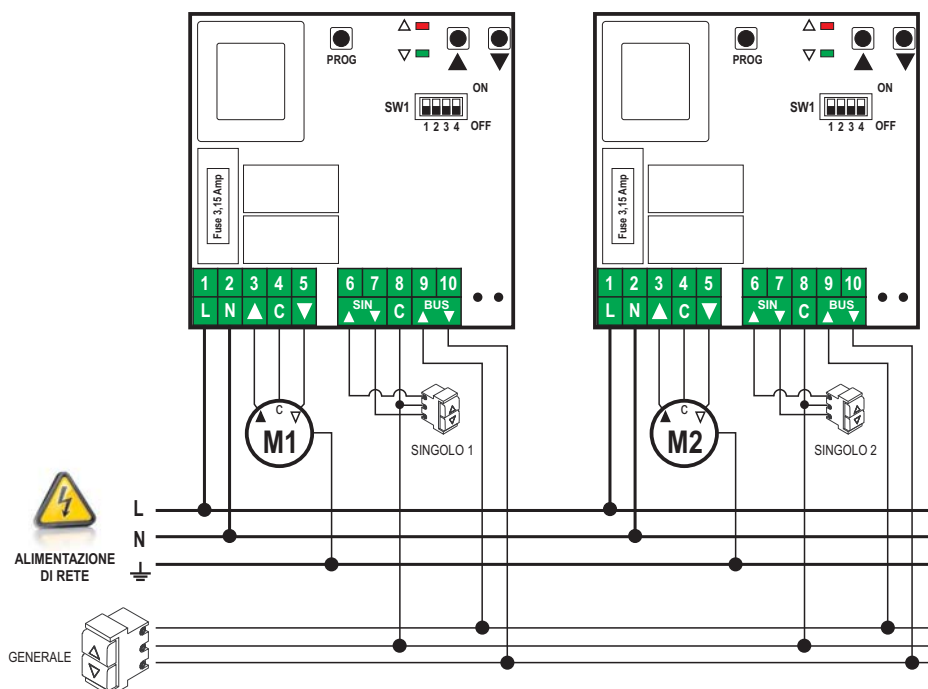 PROG
ON
SW1
1 2 3 4 OFF
Fuse 3,15 Amp
1 2 3 4 5 6 7 8 9 10
L N C SIN C BUS
C
M1
SINGOLO 1
PROG
ON
SW1
1 2 3 4 OFF
Fuse 3,15 Amp
1 2 3 4 5 6 7 8 9 10
L N C SIN C BUS
C
M2
SINGOLO 2
L
N
ALIMENTAZIONE
DI RETE
GENERALE